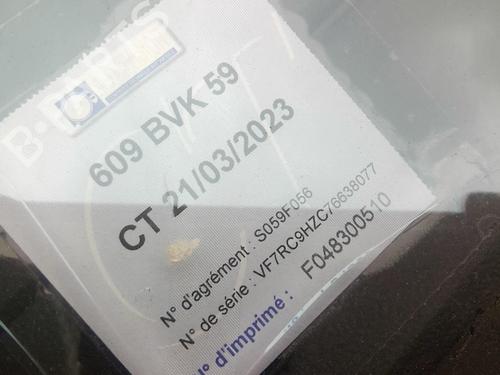 609 BVK 59
CT 21/03/2023
N° d'agrément : S059F056
N° de série : VF7RC9HZC76638077
N° d'imprimé : F048300510